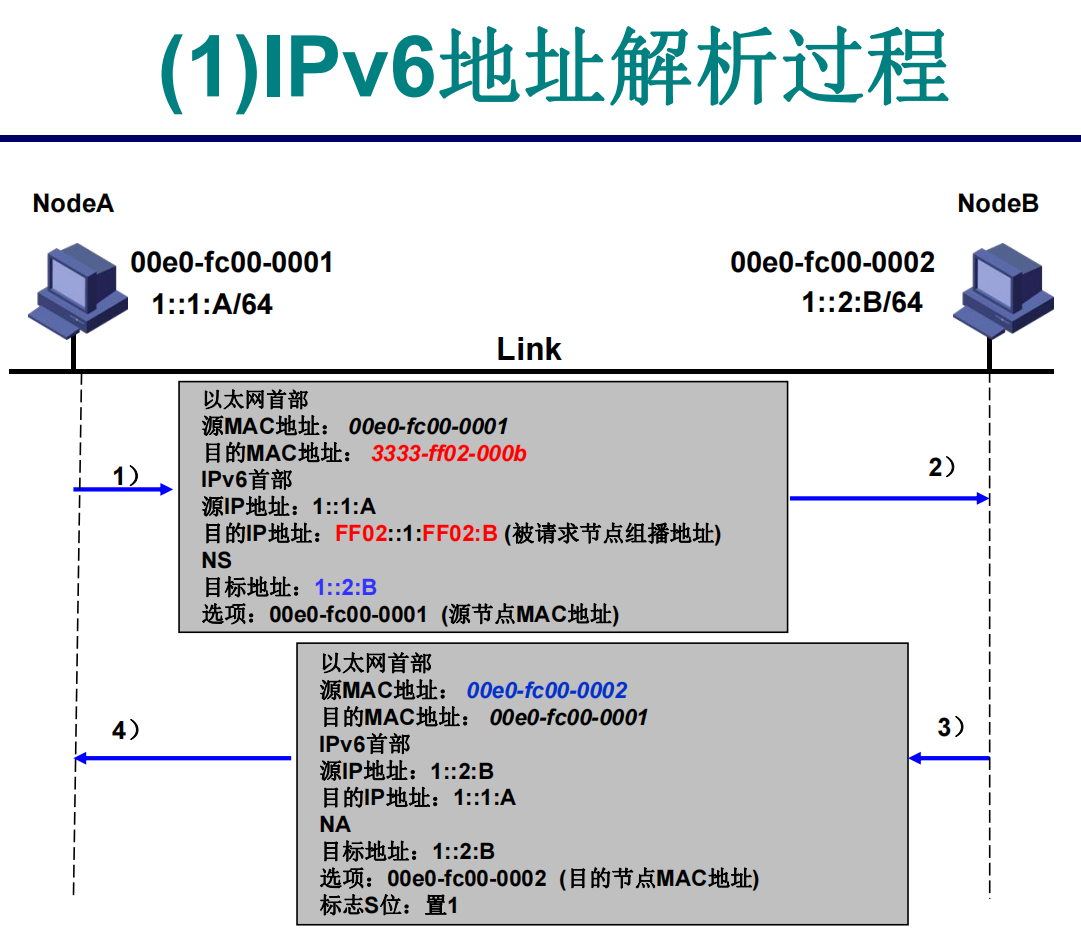 (1)IPv6地址解析过程
NodeA
NodeB
00e0-fc00-0001
1::1:A/64
00e0-fc00-0002
1::2:B/64
Link
以太网首部
源MAC地址： 00e0-fc00-0001
目的MAC地址： 3333-ff02-000b
IPv6首部
源IP地址：1::1:A
目的IP地址：FF02::1:FF02:B (被请求节点组播地址)
NS
目标地址：1::2:B
选项：00e0-fc00-0001 (源节点MAC地址)
1）
2）
以太网首部
源MAC地址： 00e0-fc00-0002
目的MAC地址： 00e0-fc00-0001
IPv6首部
源IP地址：1::2:B
目的IP地址：1::1:A
NA
目标地址：1::2:B
选项：00e0-fc00-0002 (目的节点MAC地址)
标志S位：置1
4）
3）